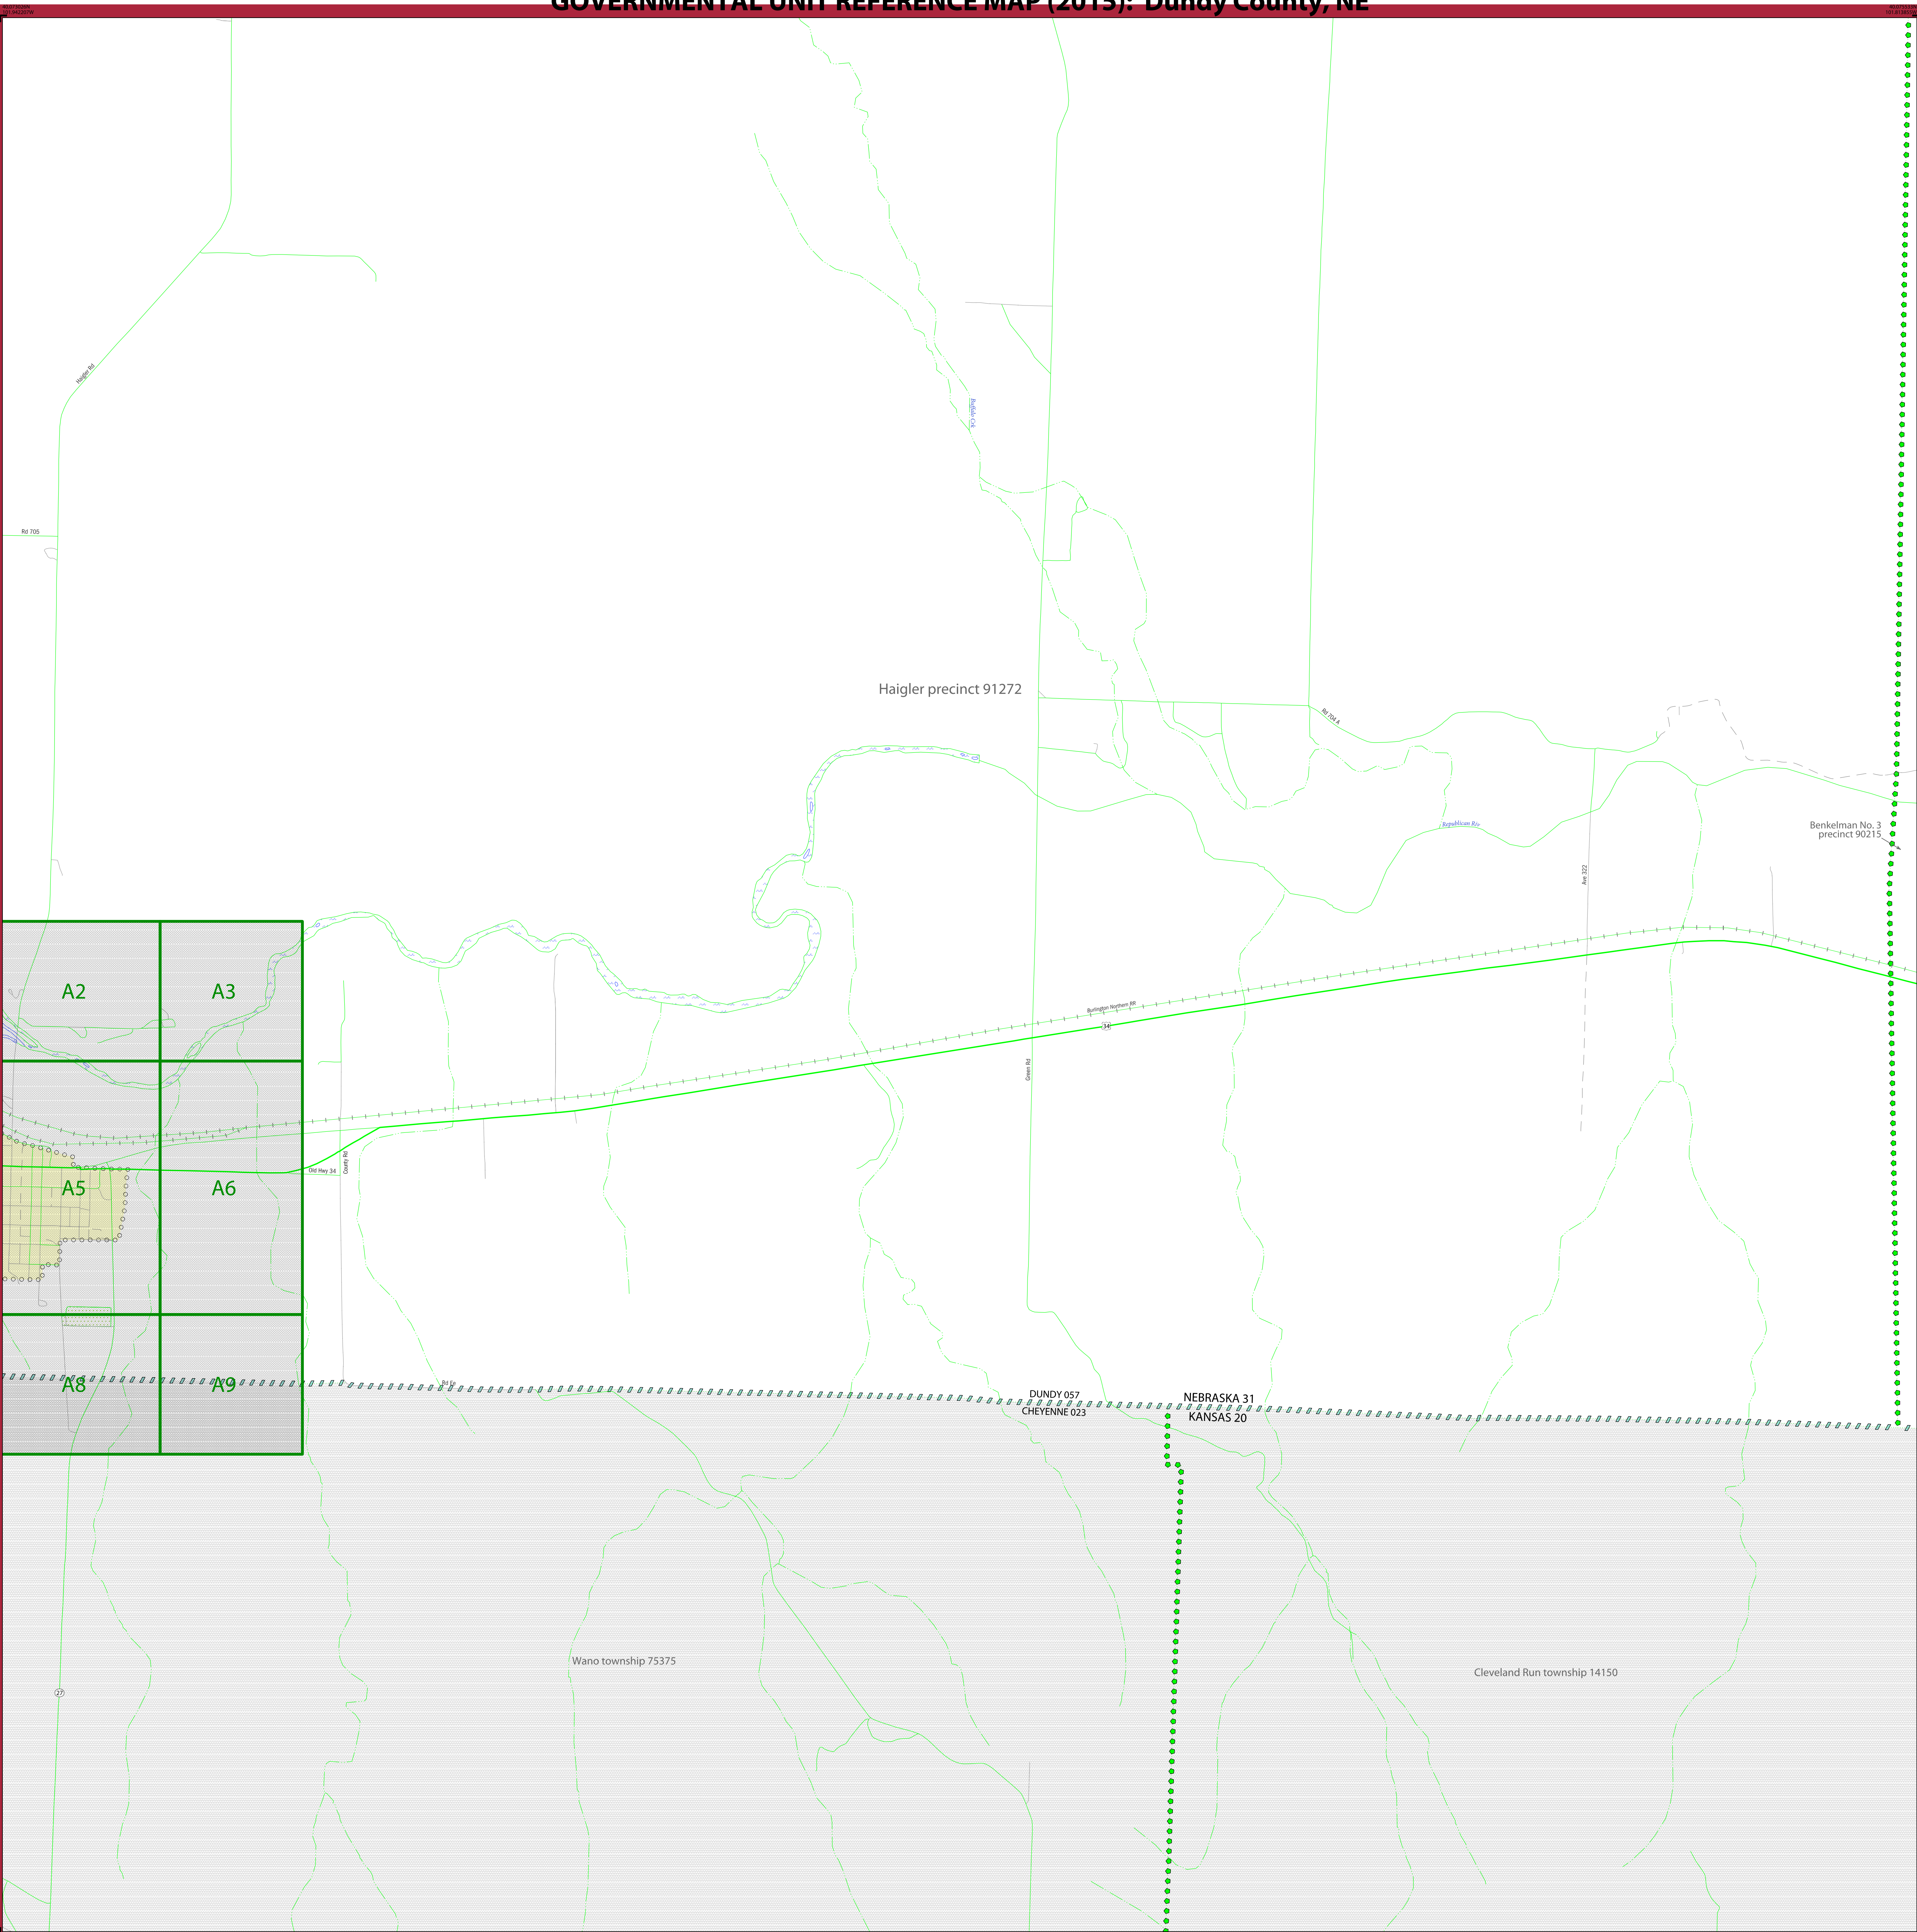 GOVERNMENTAL UNIT REFERENCE MAP (2015): Dundy County, NE
Haigler Rd
Buffalo Crk
Rd 705
Haigler precinct 91272
Rd 704 A
Republican Riv
Benkelman No. 3
precinct 90215
Ave 322
A2
A3
Burlington Northern RR
34
Green Rd
County Rd
Old Hwy 34
A5
A6
A8
A9
Rd Ee
DUNDY 057
CHEYENNE 023
NEBRASKA 31
KANSAS 20
Wano township 75375
Cleveland Run township 14150
27